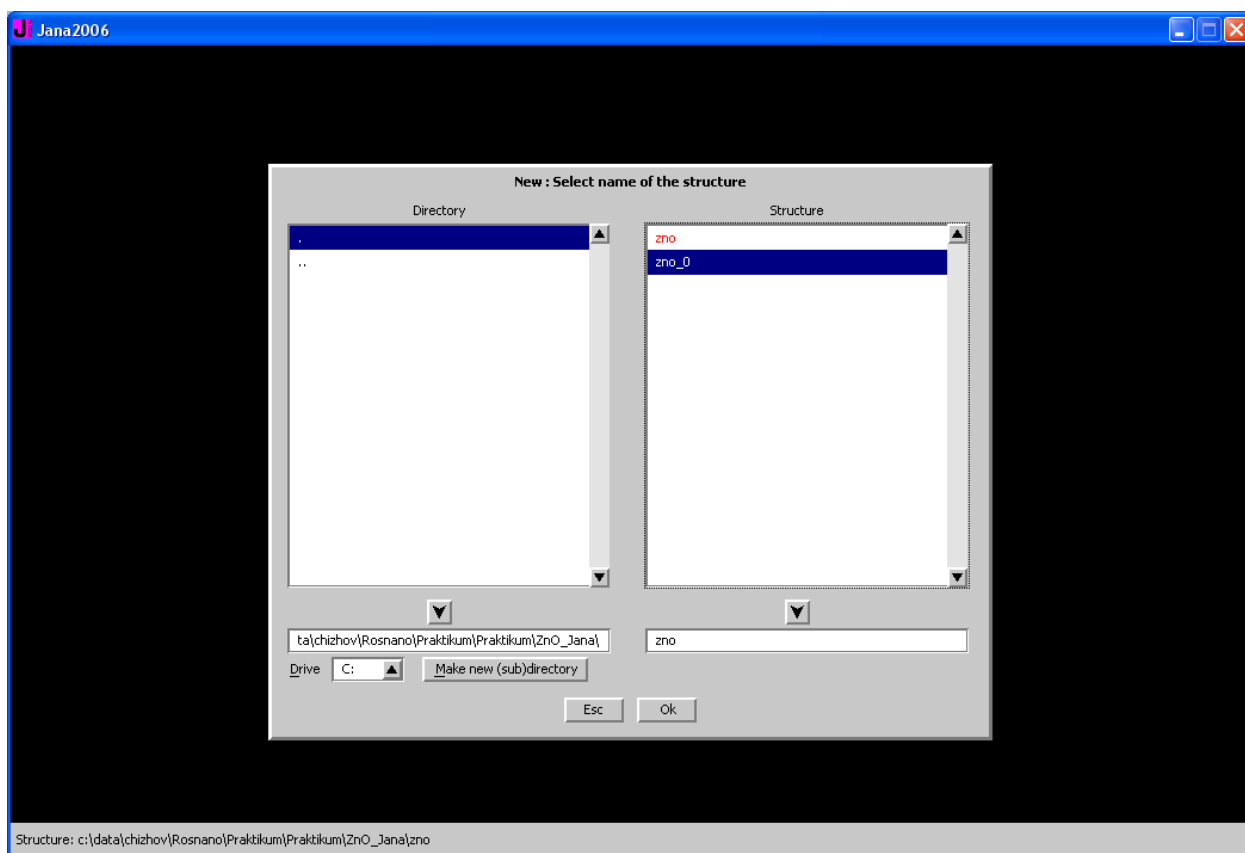 Jana2006
New : Select name of the structure
Directory
Structure
.
..
zno
zno_0
ta\chizhov\Rosnano\Praktikum\Praktikum\ZnO_Jana\
zno
Drive C: Make new (sub)directory
Esc Ok
Structure: c:\data\chizhov\Rosnano\Praktikum\Praktikum\ZnO_Jana\zno